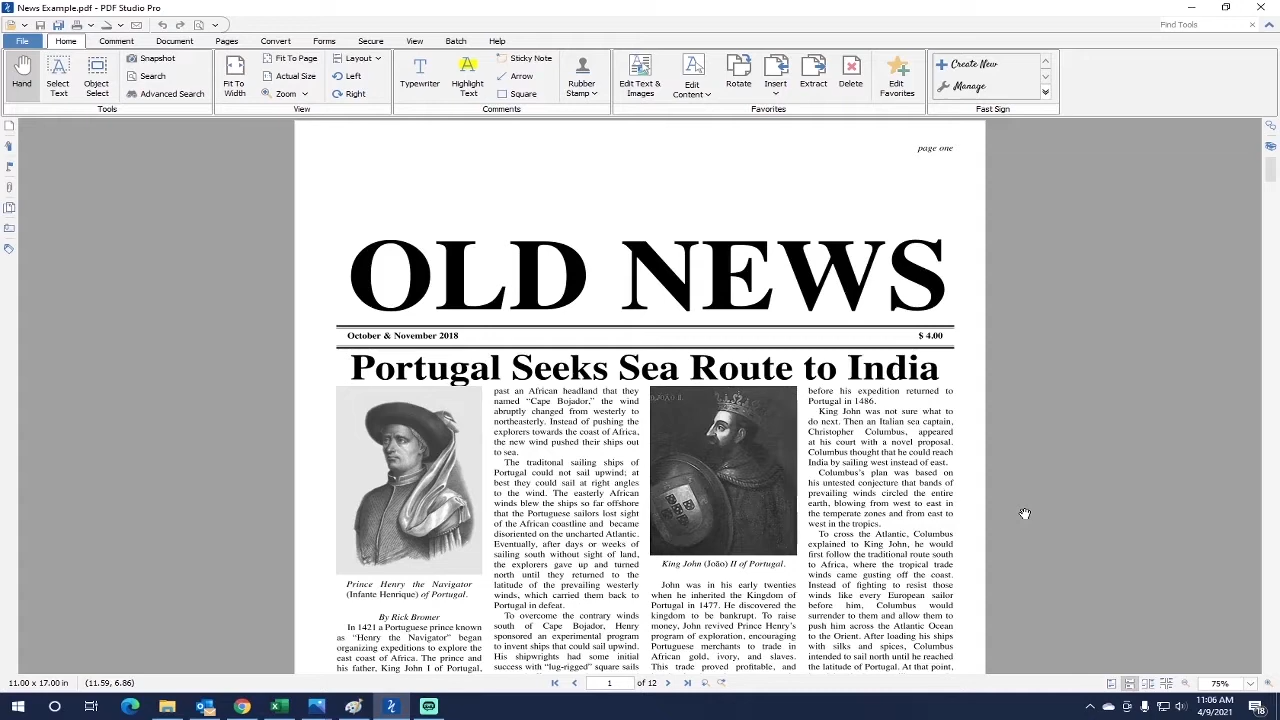 News Example.pdf - PDF Studio Pro
Find Tools
File Home Comment Document Pages Convert Forms Secure View Batch Help
Hand
Select Text
Object Select
Snapshot
Search
Advanced Search
Tools
Fit To Width
Fit To Page
Actual Size
Zoom
Layout
Left
Right
View
Typewriter
Highlight Text
Sticky Note
Arrow
Square
Rubber Stamp
Comments
Edit Text & Images
Edit Content
Rotate
Insert
Extract
Delete
Edit Favorites
Favorites
Create New
Manage
Fast Sign
page one
OLD NEWS
October & November 2018 $ 4.00
Portugal Seeks Sea Route to India
Prince Henry the Navigator
(Infante Henrique) of Portugal.
By Rick Bromer
In 1421 a Portuguese prince known
as “Henry the Navigator” began
organizing expeditions to explore the
east coast of Africa. The prince and
his father, King John I of Portugal,
past an African headland that they
named “Cape Bojador,” the wind
abruptly changed from westerly to
northeasterly. Instead of pushing the
explorers towards the coast of Africa,
the new wind pushed their ships out
to sea.
The traditonal sailing ships of
Portugal could not sail upwind; at
best they could sail at right angles
to the wind. The easterly African
winds blew the ships so far offshore
that the Portuguese sailors lost sight
of the African coastline and became
disoriented on the uncharted Atlantic.
Eventually, after days or weeks of
sailing south without sight of land,
the explorers gave up and turned
north until they returned to the
latitude of the prevailing westerly
winds, which carried them back to
Portugal in defeat.
To overcome the contrary winds
south of Cape Bojador, Henry
sponsored an experimental program
to invent ships that could sail upwind.
His shipwrights had some initial
success with “lug-rigged” square sails
King John (João) II of Portugal.
John was in his early twenties
when he inherited the Kingdom of
Portugal in 1477. He discovered the
kingdom to be bankrupt. To raise
money, John revived Prince Henry’s
program of exploration, encouraging
Portuguese merchants to trade in
African gold, ivory, and slaves.
This trade proved profitable, and
before his expedition returned to
Portugal in 1486.
King John was not sure what to
do next. Then an Italian sea captain,
Christopher Columbus, appeared
at his court with a novel proposal.
Columbus thought that he could reach
India by sailing west instead of east.
Columbus’s plan was based on
his untested conjecture that bands of
prevailing winds circled the entire
earth, blowing from west to east in
the temperate zones and from east to
west in the tropics.
To cross the Atlantic, Columbus
explained to King John, he would
first follow the traditional route south
to Africa, where the tropical trade
winds came gusting off the coast.
Instead of fighting to resist those
winds like every European sailor
before him, Columbus would
surrender to them and allow them to
push him across the Atlantic Ocean
to the Orient. After loading his ships
with silks and spices, Columbus
intended to sail north until he reached
the latitude of Portugal. At that point,
11.00 x 17.00 in (11.59, 6.86) 1 of 12 75%
11:06 AM
4/9/2021